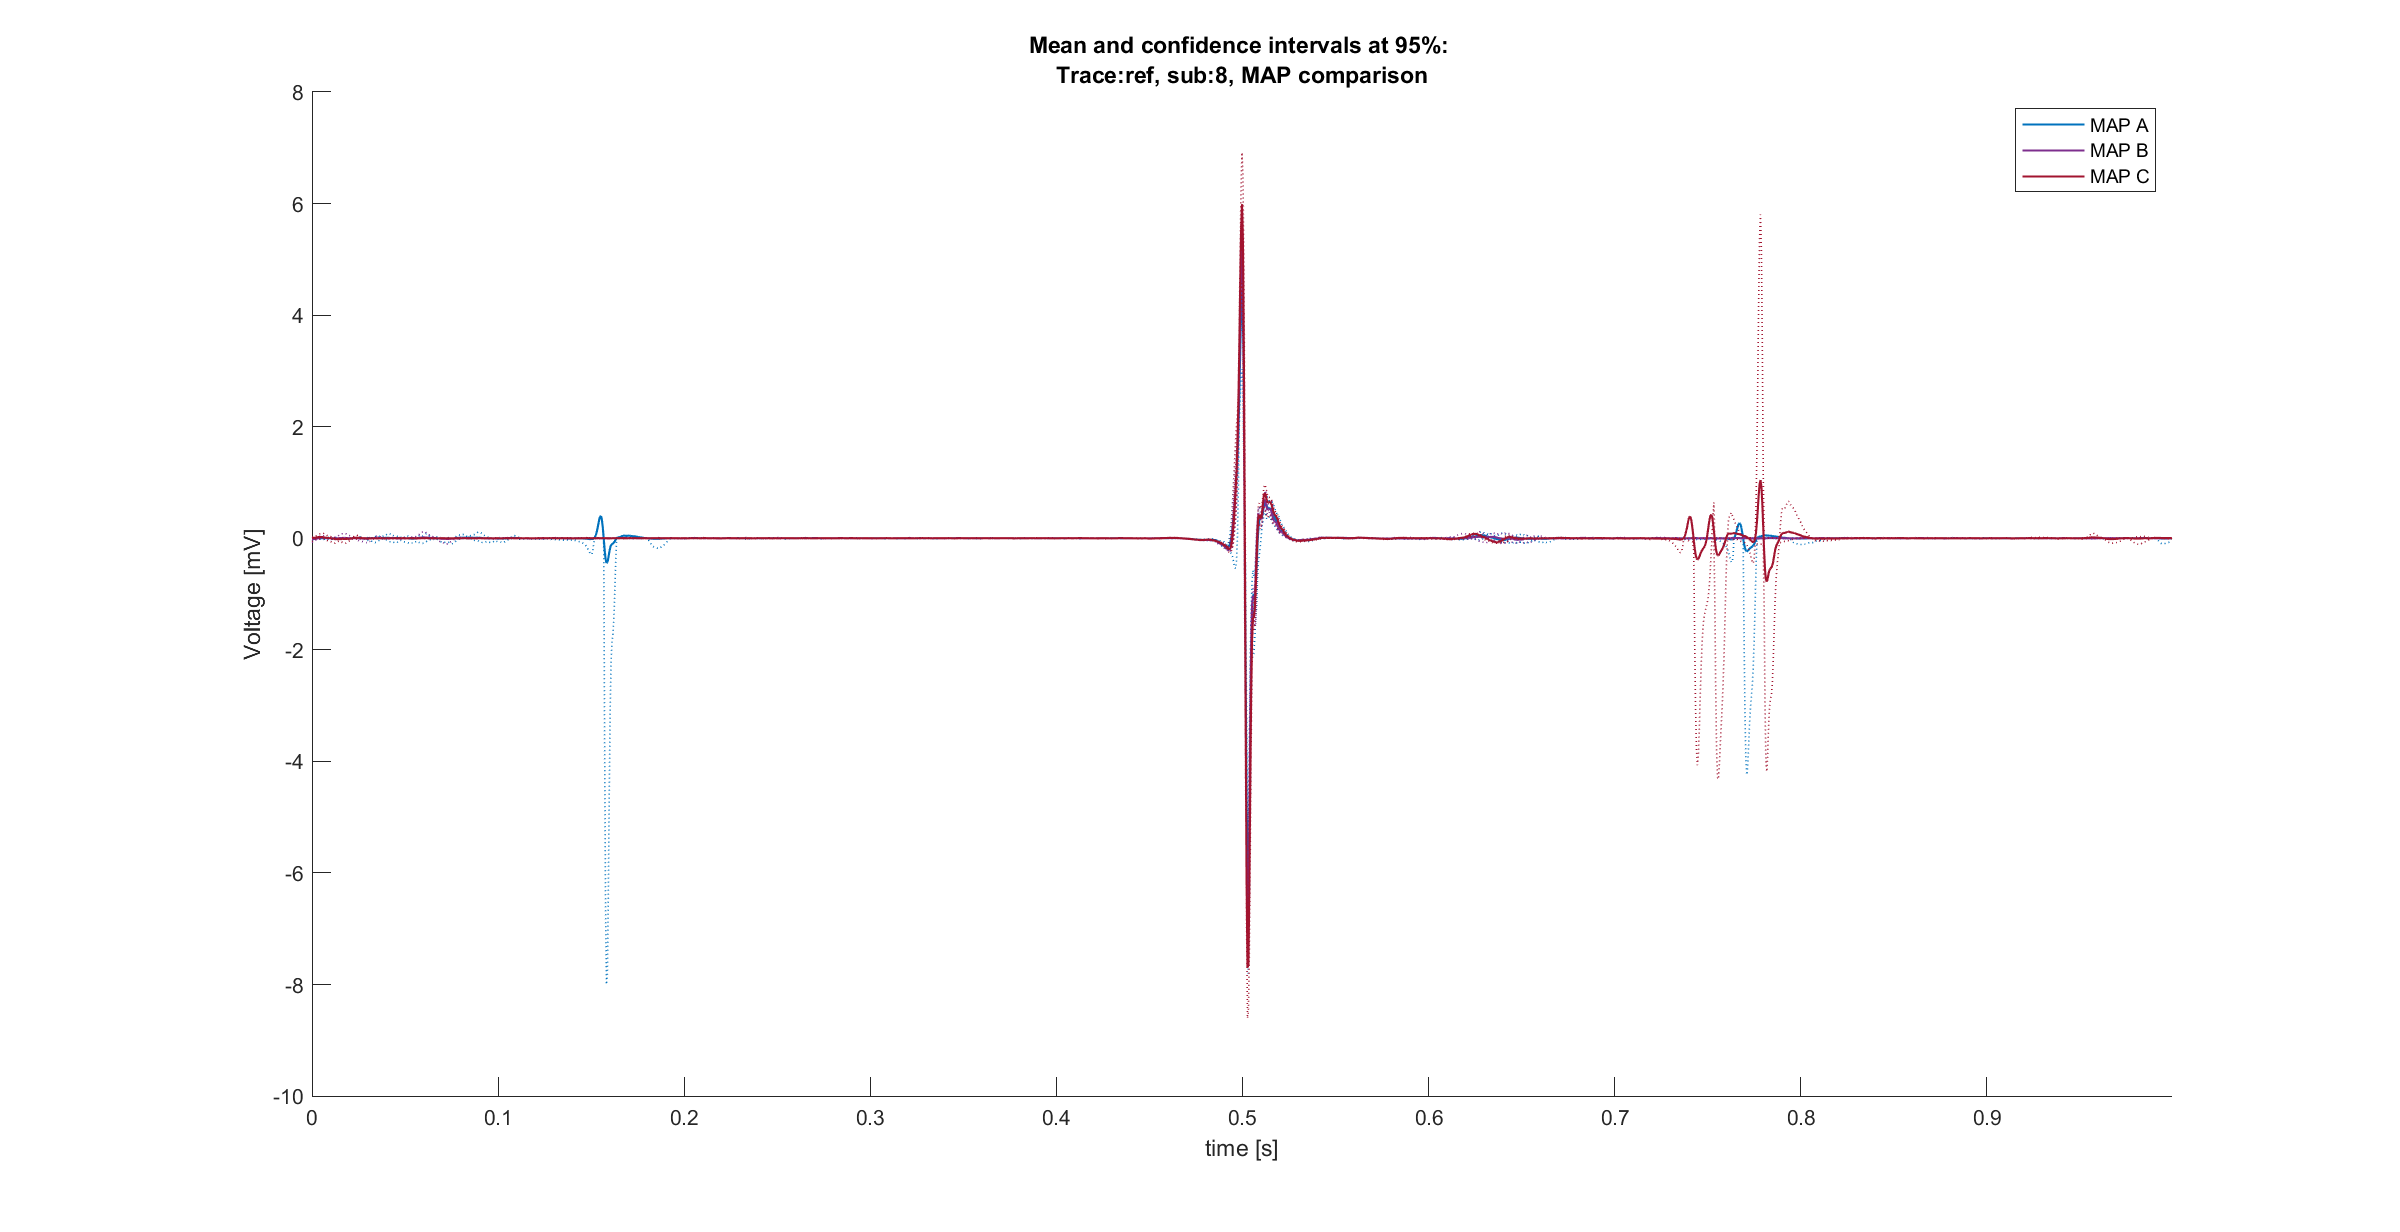 Mean and confidence intervals at 95%:
Trace:ref, sub:8, MAP comparison
MAP A
MAP B
MAP C
Voltage [mV]
8
6
4
2
0
-2
-4
-6
-8
-10
0 0.1 0.2 0.3 0.4 0.5 0.6 0.7 0.8 0.9
time [s]